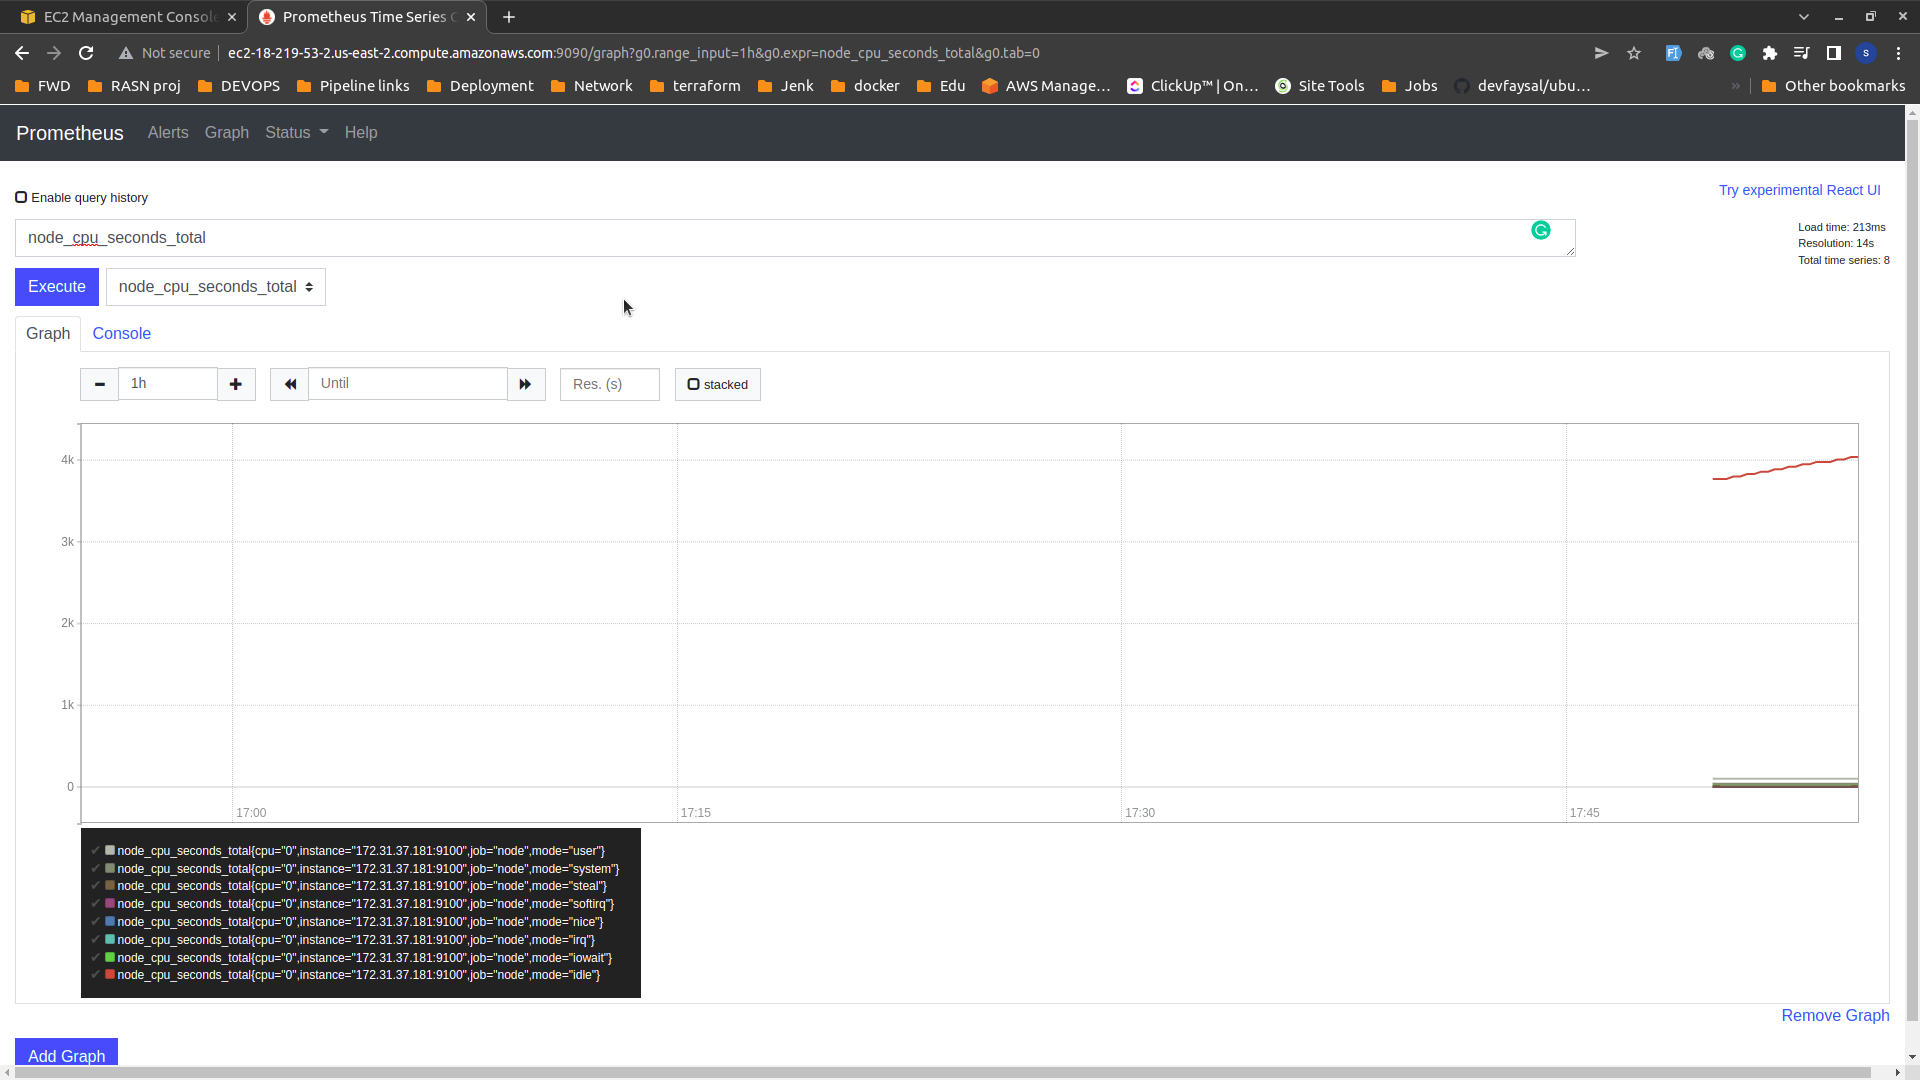 EC2 Management Consol
Prometheus Time Series C
Not secure
ec2-18-219-53-2.us-east-2.compute.amazonaws.com:9090/graph?g0.range_input=1h&g0.expr=node_cpu_seconds_total&g0.tab=0
S
FWD
RASN proj
DEVOPS
Pipeline links
Deployment
Network
terraform
Jenk
docker
Edu
AWS Manage...
ClickUp™ | On...
Site Tools
Jobs
devfaysal/ubu...
»
Other bookmarks
Prometheus
Alerts
Graph
Status
Help
Enable query history
Try experimental React UI
node_cpu_seconds_total
Load time: 213ms
Resolution: 14s
Total time series: 8
Execute
node_cpu_seconds_total
Graph
Console
1h
Until
Res. (s)
stacked
4k
3k
2k
1k
0
17:00
17:15
17:30
17:45
node_cpu_seconds_total{cpu="0",instance="172.31.37.181:9100",job="node",mode="user"}
node_cpu_seconds_total{cpu="0",instance="172.31.37.181:9100",job="node",mode="system"}
node_cpu_seconds_total{cpu="0",instance="172.31.37.181:9100",job="node",mode="steal"}
node_cpu_seconds_total{cpu="0",instance="172.31.37.181:9100",job="node",mode="softirq"}
node_cpu_seconds_total{cpu="0",instance="172.31.37.181:9100",job="node",mode="nice"}
node_cpu_seconds_total{cpu="0",instance="172.31.37.181:9100",job="node",mode="irq"}
node_cpu_seconds_total{cpu="0",instance="172.31.37.181:9100",job="node",mode="iowait"}
node_cpu_seconds_total{cpu="0",instance="172.31.37.181:9100",job="node",mode="idle"}
Remove Graph
Add Graph